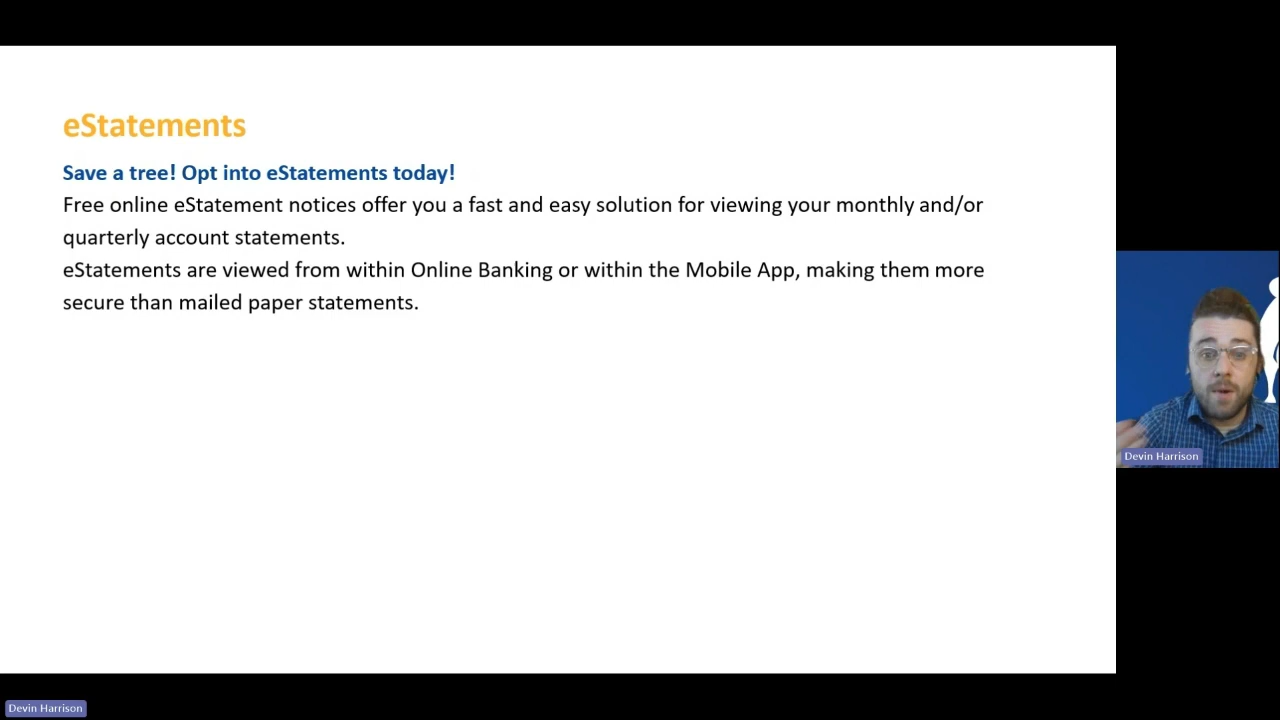 eStatements
Save a tree! Opt into eStatements today!
Free online eStatement notices offer you a fast and easy solution for viewing your monthly and/or
quarterly account statements.
eStatements are viewed from within Online Banking or within the Mobile App, making them more
secure than mailed paper statements.
Devin Harrison
Devin Harrison